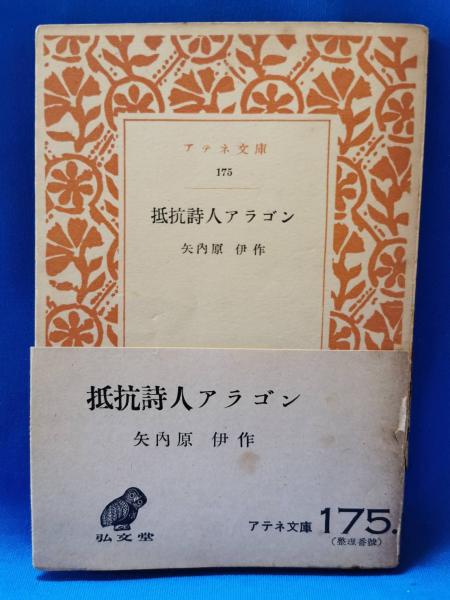 アテネ文庫
175
抵抗詩人アラゴン
矢内原 伊作
抵抗詩人アラゴン
矢内原 伊作
弘文堂
アテネ文庫 175.
(整理番號)